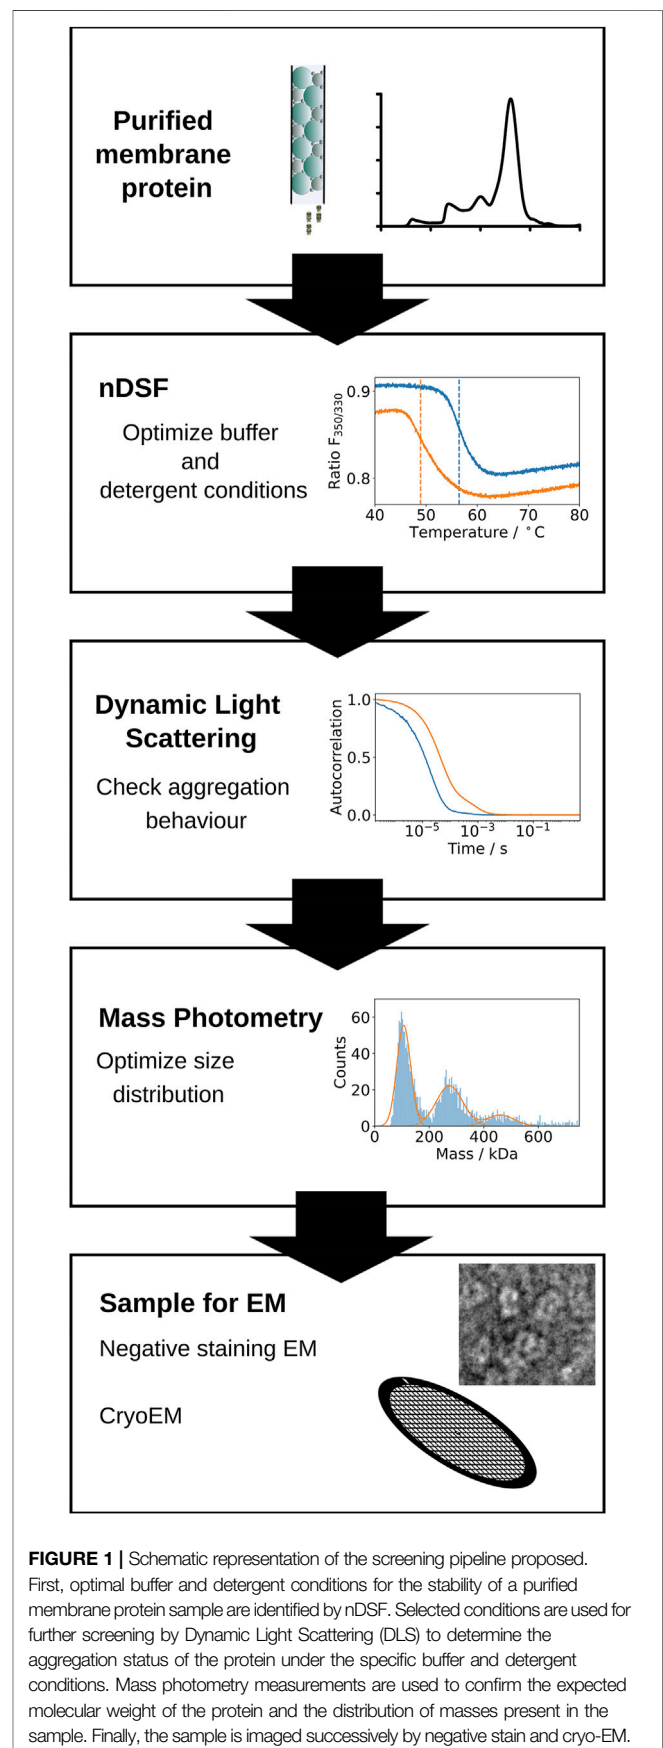 Purified
membrane
protein
nDSF
Optimize buffer
and
detergent conditions
Ratio F350/330
0.9
0.8
40 50 60 70 80
Temperature / °C
Dynamic Light
Scattering
Check aggregation
behaviour
Autocorrelation
1.0
0.5
0.0
10⁻⁵ 10⁻³ 10⁻¹
Time / s
Mass Photometry
Optimize size
distribution
Counts
60
40
20
0
0 200 400 600
Mass / kDa
Sample for EM
Negative staining EM
CryoEM
FIGURE 1 | Schematic representation of the screening pipeline proposed.
First, optimal buffer and detergent conditions for the stability of a purified
membrane protein sample are identified by nDSF. Selected conditions are used for
further screening by Dynamic Light Scattering (DLS) to determine the
aggregation status of the protein under the specific buffer and detergent
conditions. Mass photometry measurements are used to confirm the expected
molecular weight of the protein and the distribution of masses present in the
sample. Finally, the sample is imaged successively by negative stain and cryo-EM.